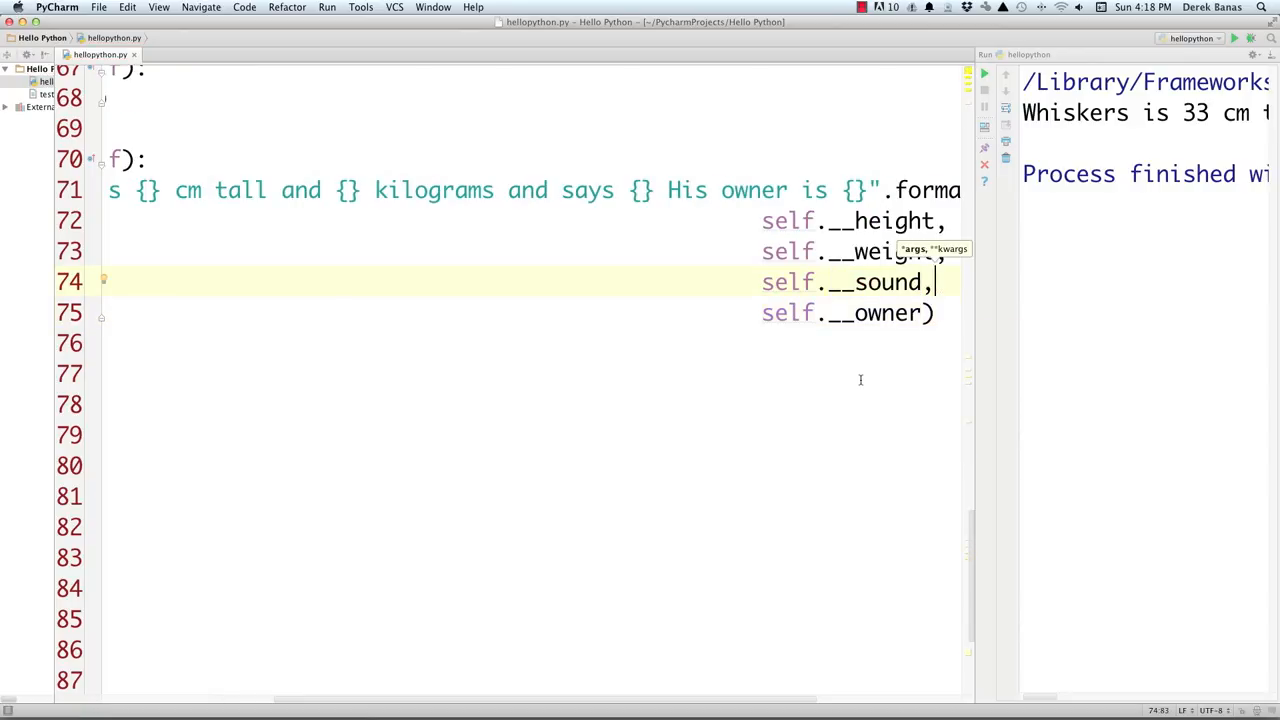 PyCharm File Edit View Navigate Code Refactor Run Tools VCS Window Help 10 Sun 4:18 PM Derek Banas
hellopython.py - Hello Python - [~/PycharmProjects/Hello Python]
Hello Python hellopython.py hellopython
hellopython.py Run hellopython
Hello P
hell
test
Externa
67 f):
68 )
69
70 f):
71 s {} cm tall and {} kilograms and says {} His owner is {}".forma
72 self.__height,
73 self.__weight,
*args, **kwargs
74 self.__sound,
75 self.__owner)
76
77
78
79
80
81
82
83
84
85
86
87
/Library/Frameworks
Whiskers is 33 cm t
Process finished wi
74:83 LF UTF-8